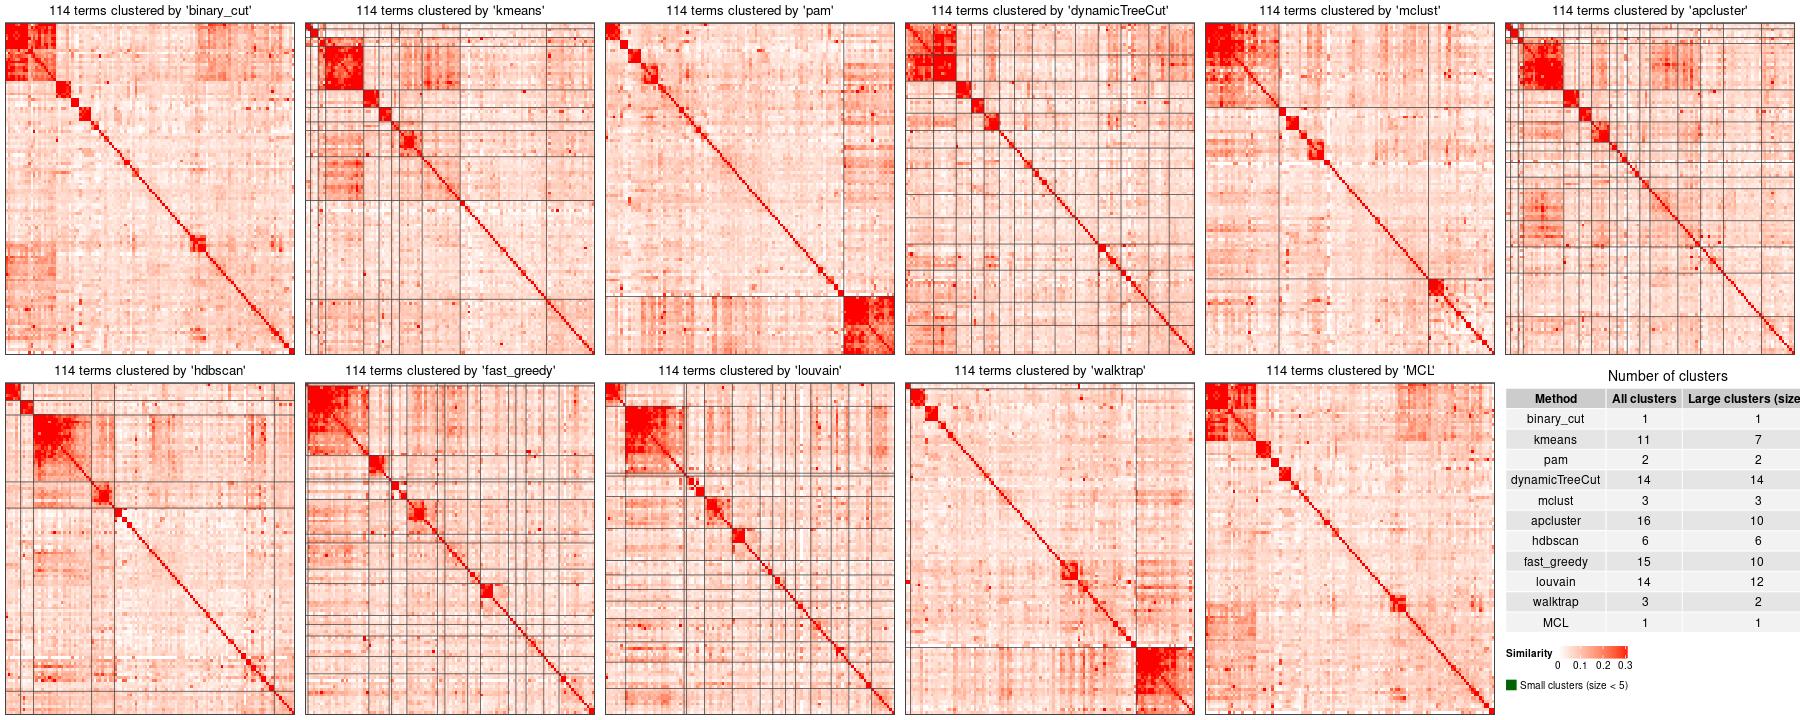 114 terms clustered by 'binary_cut'
114 terms clustered by 'kmeans'
114 terms clustered by 'pam'
114 terms clustered by 'dynamicTreeCut'
114 terms clustered by 'mclust'
114 terms clustered by 'apcluster'
114 terms clustered by 'hdbscan'
114 terms clustered by 'fast_greedy'
114 terms clustered by 'louvain'
114 terms clustered by 'walktrap'
114 terms clustered by 'MCL'
Number of clusters
Method All clusters Large clusters (size
binary_cut 1 1
kmeans 11 7
pam 2 2
dynamicTreeCut 14 14
mclust 3 3
apcluster 16 10
hdbscan 6 6
fast_greedy 15 10
louvain 14 12
walktrap 3 2
MCL 1 1
Similarity
0 0.1 0.2 0.3
Small clusters (size < 5)